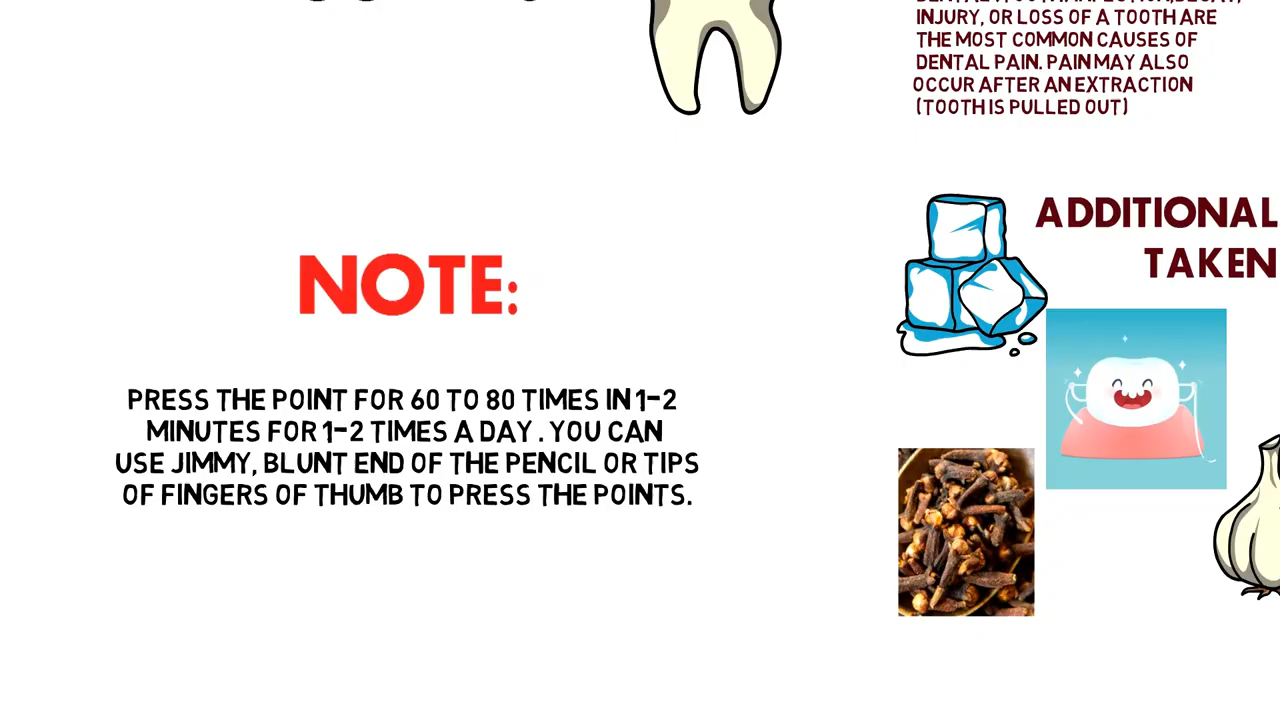 INJURY, OR LOSS OF A TOOTH ARE
THE MOST COMMON CAUSES OF
DENTAL PAIN. PAIN MAY ALSO
OCCUR AFTER AN EXTRACTION
(TOOTH IS PULLED OUT)
ADDITIONAL
TAKEN
NOTE:
PRESS THE POINT FOR 60 TO 80 TIMES IN 1-2
MINUTES FOR 1-2 TIMES A DAY . YOU CAN
USE JIMMY, BLUNT END OF THE PENCIL OR TIPS
OF FINGERS OF THUMB TO PRESS THE POINTS.